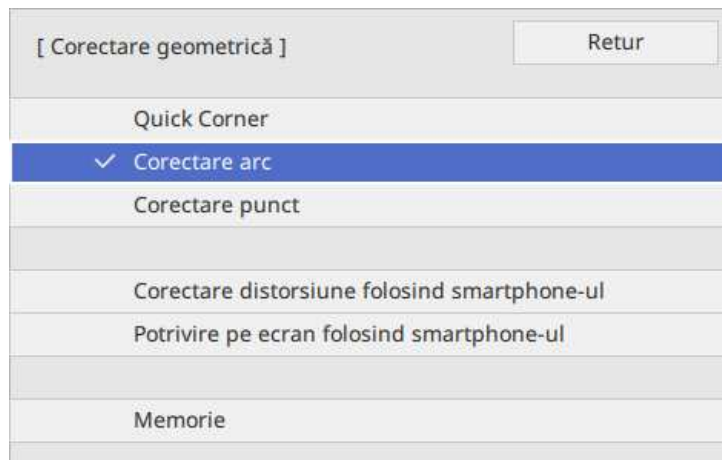 [ Corectare geometrică ]
Retur
Quick Corner
Corectare arc
Corectare punct
Corectare distorsiune folosind smartphone-ul
Potrivire pe ecran folosind smartphone-ul
Memorie